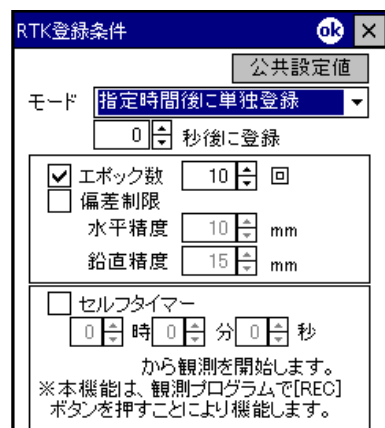 RTK登録条件 ok ×
公共設定値
モード 指定時間後に単独登録
0 秒後に登録
エポック数 10 回
偏差制限
水平精度 10 mm
鉛直精度 15 mm
セルフタイマー
0 時 0 分 0 秒
から観測を開始します。
※本機能は、観測プログラムで[REC]
ボタンを押すことにより機能します。